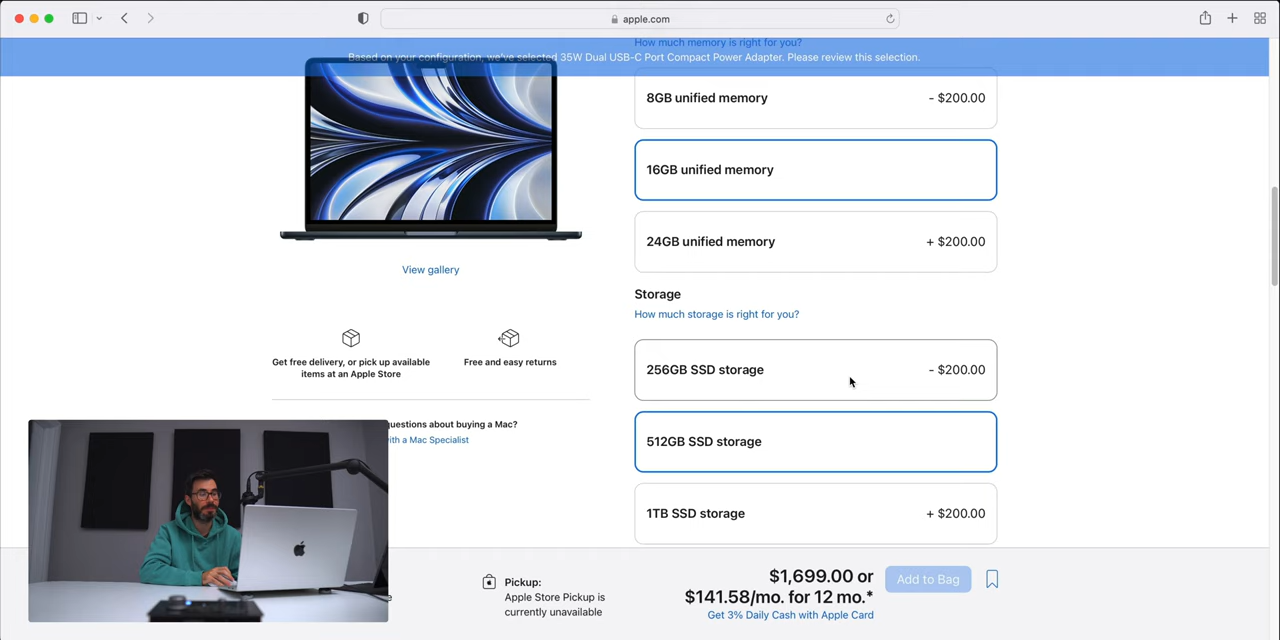 apple.com
How much memory is right for you?
Based on your configuration, we've selected 35W Dual USB-C Port Compact Power Adapter. Please review this selection.
8GB unified memory - $200.00
16GB unified memory
24GB unified memory + $200.00
View gallery
Storage
How much storage is right for you?
Get free delivery, or pick up available
items at an Apple Store
Free and easy returns
256GB SSD storage - $200.00
questions about buying a Mac?
with a Mac Specialist
512GB SSD storage
1TB SSD storage + $200.00
Pickup:
Apple Store Pickup is
currently unavailable
$1,699.00 or
$141.58/mo. for 12 mo.*
Get 3% Daily Cash with Apple Card
Add to Bag